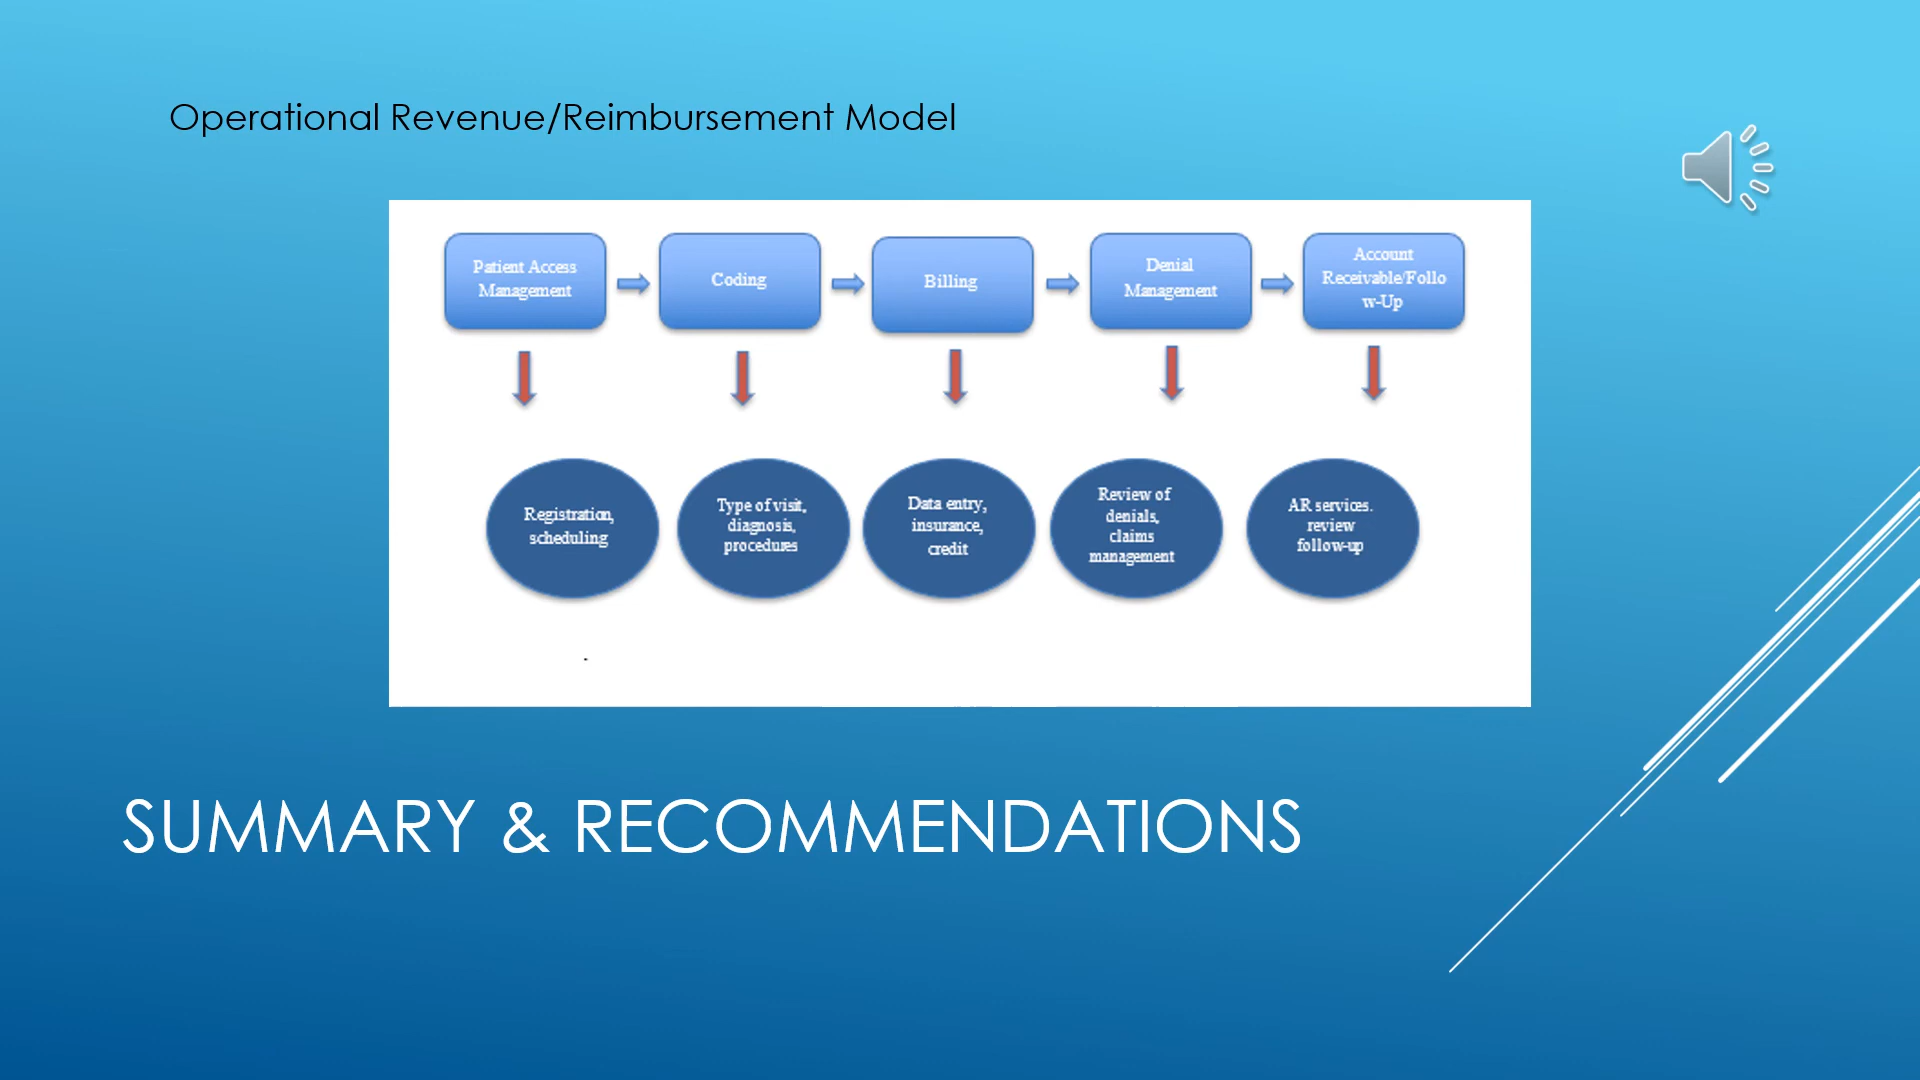 Operational Revenue/Reimbursement Model
Patient Access
Management
Coding
Billing
Denial
Management
Account
Receivable/Follo
w-Up
Registration,
scheduling
Type of visit,
diagnosis,
procedures
Data entry,
insurance,
credit
Review of
denials,
claims
management
AR services.
review
follow-up
.
SUMMARY & RECOMMENDATIONS